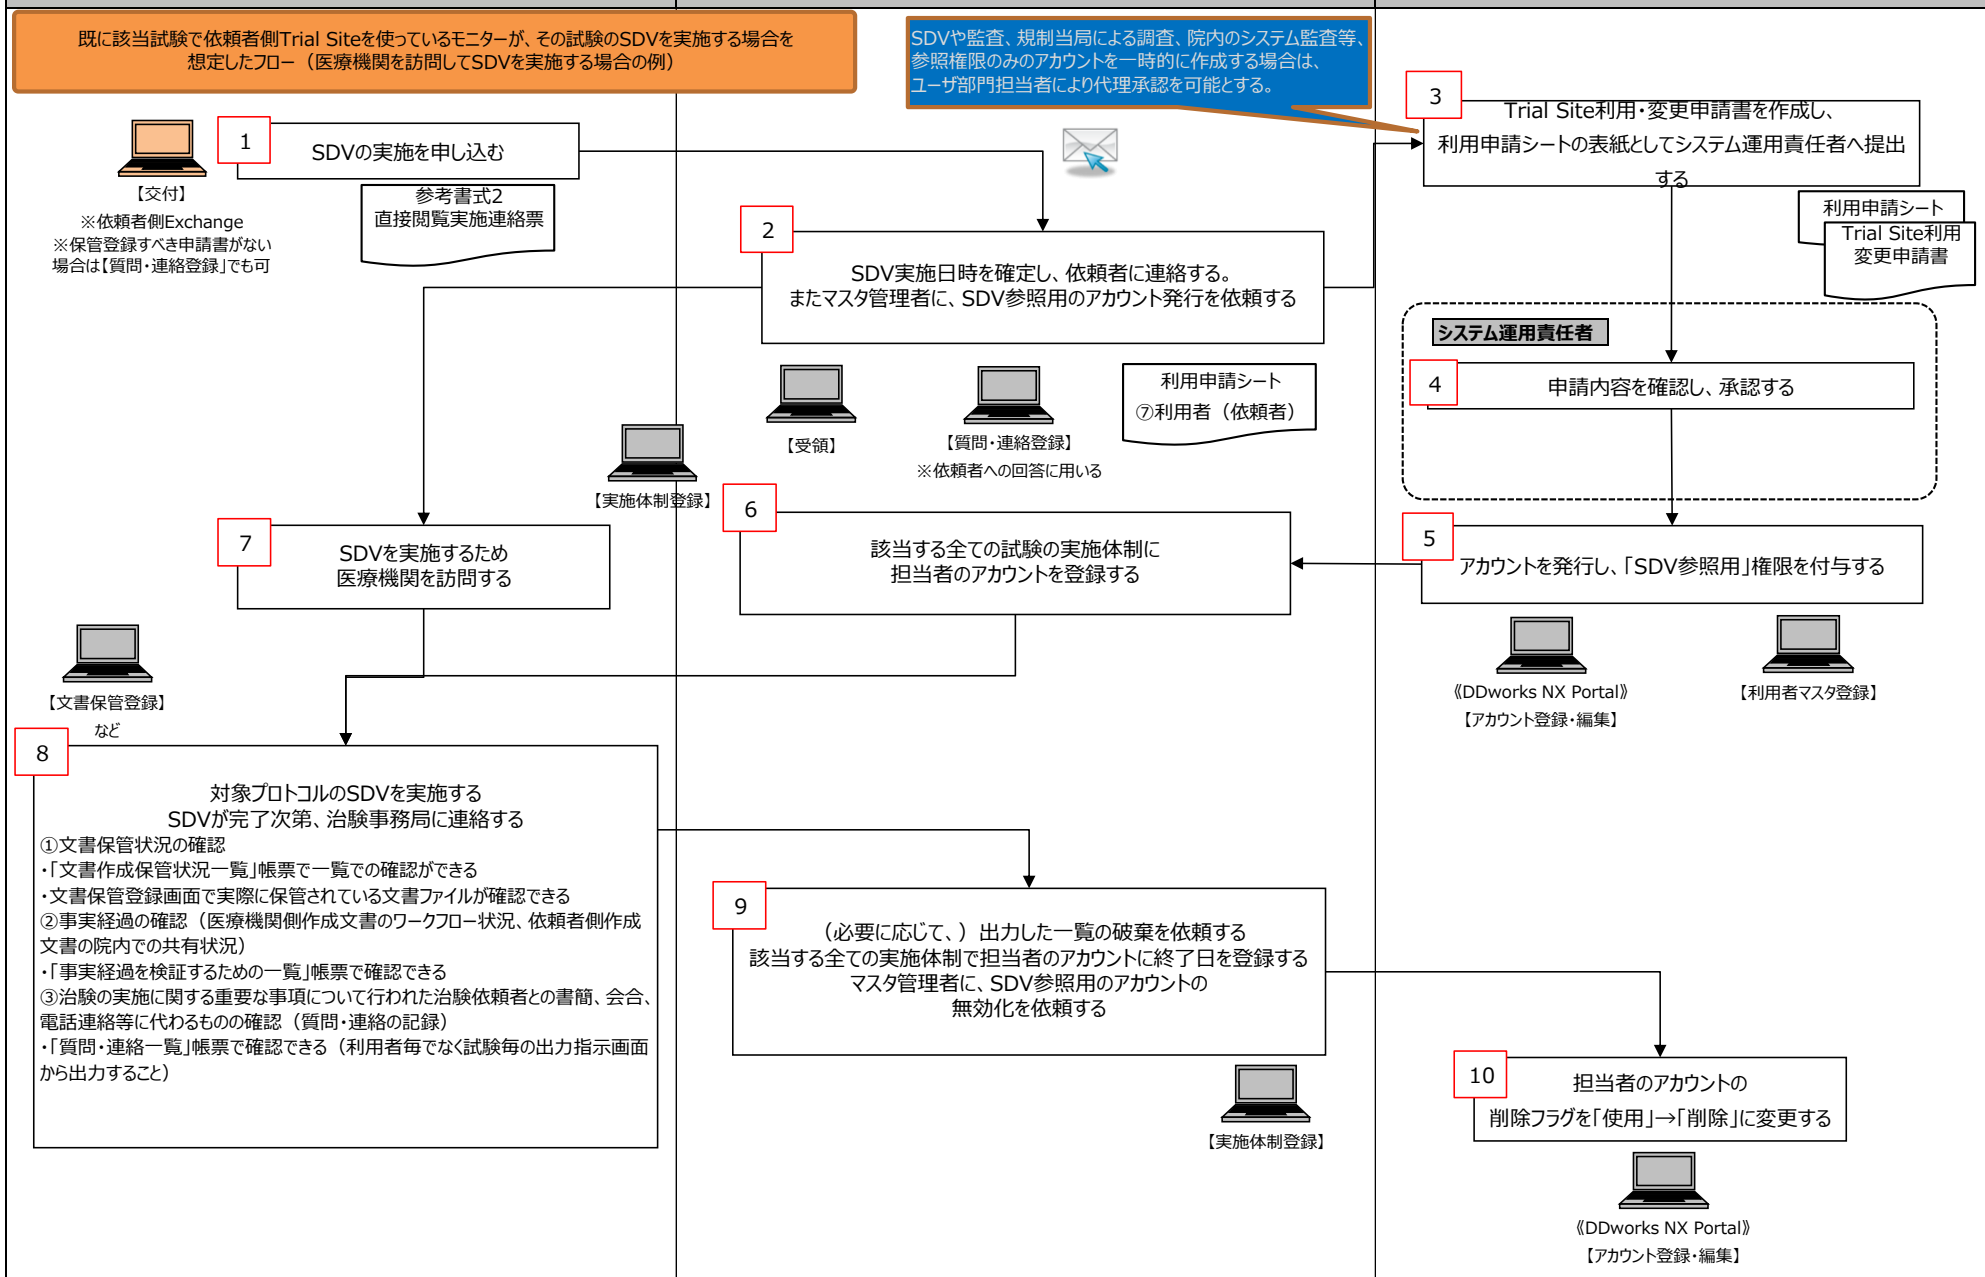 既に該当試験で依頼者側Trial Siteを使っているモニターが、その試験のSDVを実施する場合を
想定したフロー（医療機関を訪問してSDVを実施する場合の例）
SDVや監査、規制当局による調査、院内のシステム監査等、
参照権限のみのアカウントを一時的に作成する場合は、
ユーザ部門担当者により代理承認を可能とする。
1
SDVの実施を申し込む
【交付】
※依頼者側Exchange
※保管登録すべき申請書がない
場合は【質問・連絡登録】でも可
参考書式2
直接閲覧実施連絡票
2
SDV実施日時を確定し、依頼者に連絡する。
またマスタ管理者に、SDV参照用のアカウント発行を依頼する
【受領】
【質問・連絡登録】
※依頼者への回答に用いる
利用申請シート
⑦利用者（依頼者）
3
Trial Site利用・変更申請書を作成し、
利用申請シートの表紙としてシステム運用責任者へ提出
する
利用申請シート
Trial Site利用
変更申請書
システム運用責任者
4
申請内容を確認し、承認する
5
アカウントを発行し、「SDV参照用」権限を付与する
《DDworks NX Portal》
【アカウント登録・編集】
【利用者マスタ登録】
【実施体制登録】
6
該当する全ての試験の実施体制に
担当者のアカウントを登録する
7
SDVを実施するため
医療機関を訪問する
【文書保管登録】
など
8
対象プロトコルのSDVを実施する
SDVが完了次第、治験事務局に連絡する
①文書保管状況の確認
・「文書作成保管状況一覧」帳票で一覧での確認ができる
・文書保管登録画面で実際に保管されている文書ファイルが確認できる
②事実経過の確認（医療機関側作成文書のワークフロー状況、依頼者側作成
文書の院内での共有状況）
・「事実経過を検証するための一覧」帳票で確認できる
③治験の実施に関する重要な事項について行われた治験依頼者との書簡、会合、
電話連絡等に代わるものの確認（質問・連絡の記録）
・「質問・連絡一覧」帳票で確認できる（利用者毎でなく試験毎の出力指示画面
から出力すること）
9
（必要に応じて、）出力した一覧の破棄を依頼する
該当する全ての実施体制で担当者のアカウントに終了日を登録する
マスタ管理者に、SDV参照用のアカウントの
無効化を依頼する
【実施体制登録】
10
担当者のアカウントの
削除フラグを「使用」→「削除」に変更する
《DDworks NX Portal》
【アカウント登録・編集】